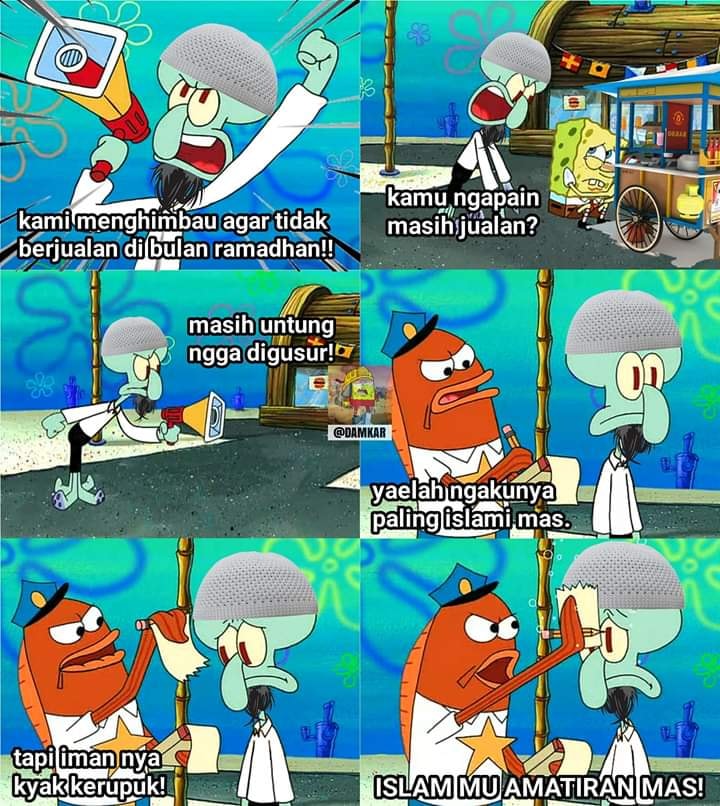 kami menghimbau agar tidak
berjualan di bulan ramadhan!!
kamu ngapain
masih jualan?
masih untung
ngga digusur!
@DAMKAR
yaelah ngakunya
paling islami mas.
tapi iman nya
kyak kerupuk!
ISLAM MU AMATIRAN MAS!